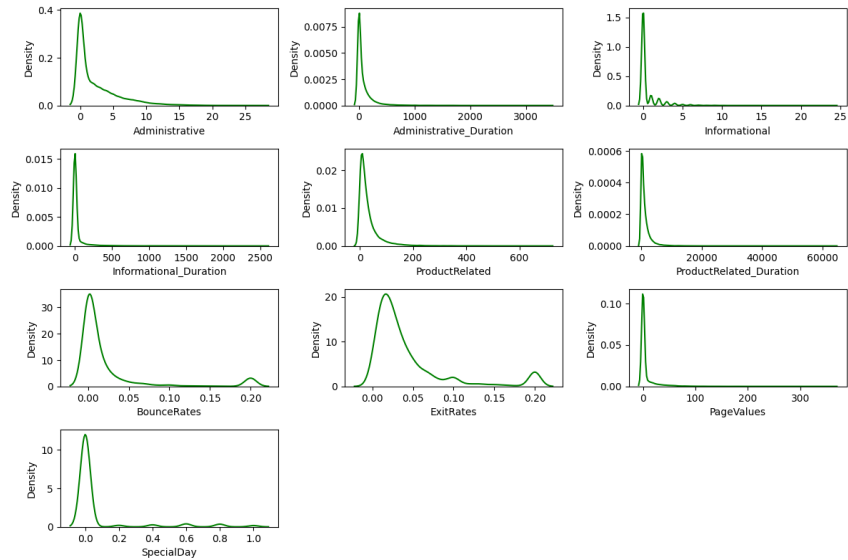 Density
0.4
0.2
0.0
0 5 10 15 20 25
Administrative
Density
0.0075
0.0050
0.0025
0.0000
0 1000 2000 3000
Administrative_Duration
Density
1.5
1.0
0.5
0.0
0 5 10 15 20 25
Informational
Density
0.015
0.010
0.005
0.000
0 500 1000 1500 2000 2500
Informational_Duration
Density
0.02
0.01
0.00
0 200 400 600
ProductRelated
Density
0.0006
0.0004
0.0002
0.0000
0 20000 40000 60000
ProductRelated_Duration
Density
30
20
10
0
0.00 0.05 0.10 0.15 0.20
BounceRates
Density
20
10
0
0.00 0.05 0.10 0.15 0.20
ExitRates
Density
0.10
0.05
0.00
0 100 200 300
PageValues
Density
10
5
0
0.0 0.2 0.4 0.6 0.8 1.0
SpecialDay